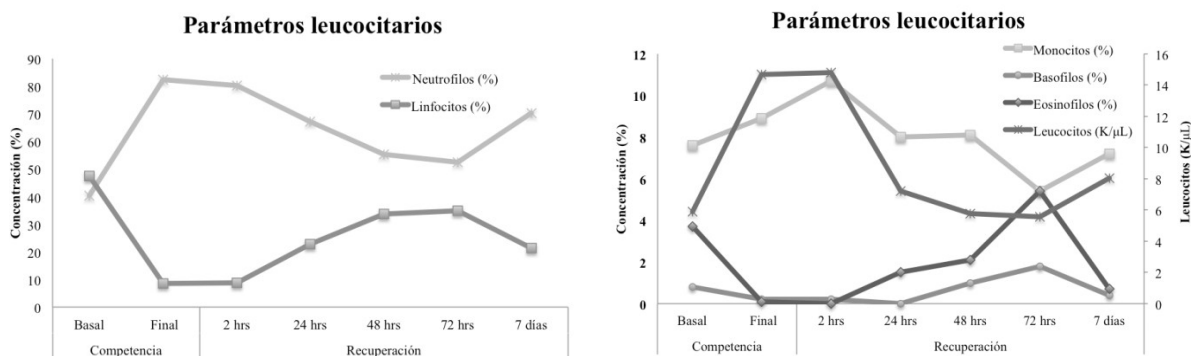 Parámetros leucocitarios
90
80
70
60
50
40
30
20
10
0
Concentración (%)
Neutrofilos (%)
Linfocitos (%)
Basal Final 2 hrs 24 hrs 48 hrs 72 hrs 7 dias
Competencia Recuperación
Parámetros leucocitarios
12
10
8
6
4
2
0
Concentración (%)
Monocitos (%)
Basofilos (%)
Eosinofilos (%)
Leucocitos (K/µL)
16
14
12
10
8
6
4
2
0
Leucocitos (K/µL)
Basal Final 2 hrs 24 hrs 48 hrs 72 hrs 7 dias
Competencia Recuperación